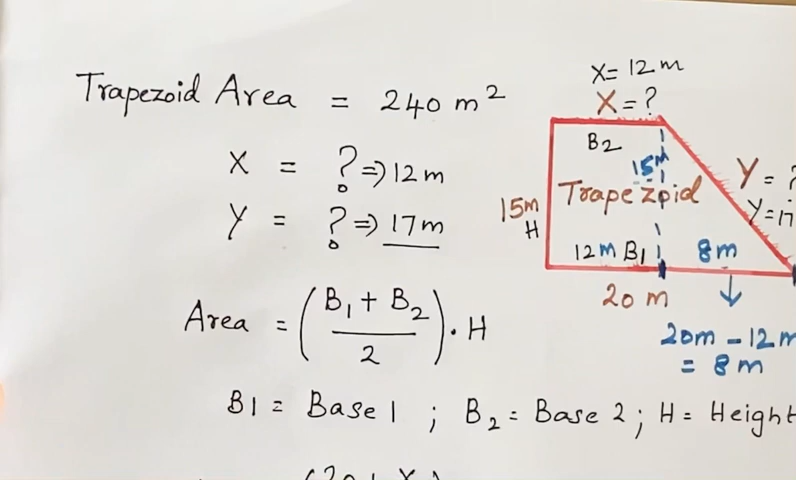 Trapezoid Area = 240 m²
X = ? ⇒ 12 m
Y = ? ⇒ 17 m
Area = (B₁ + B₂ / 2) . H
B1 = Base 1 ; B₂ = Base 2 ; H = Height
X = 12 m
X = ?
B2
15m
Trapezoid
15m
H
Y = ?
Y = 17
12m B₁
8m
20 m
20m - 12m
= 8m